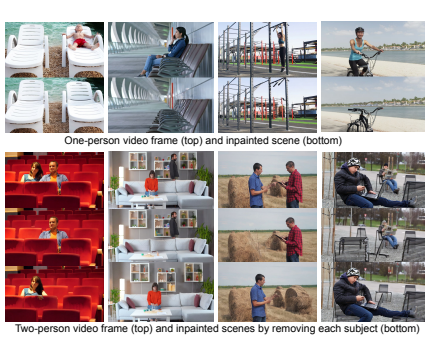 One-person video frame (top) and inpainted scene (bottom)
Two-person video frame (top) and inpainted scenes by removing each subject (bottom)